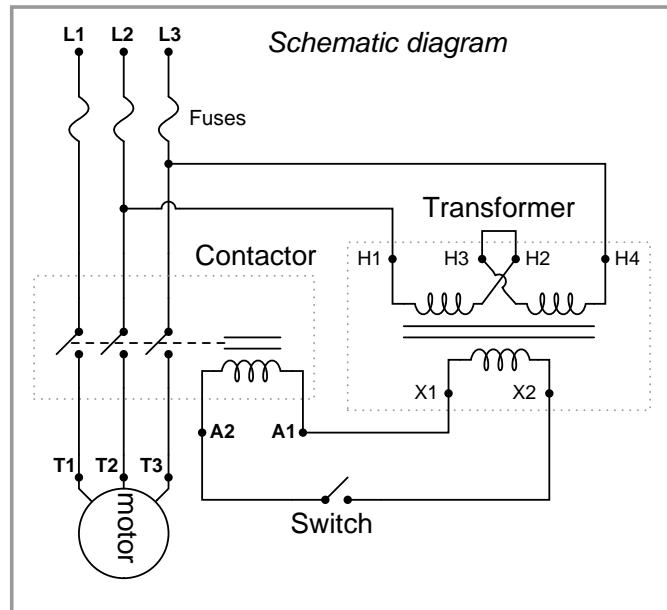 L1 L2 L3 Schematic diagram
Fuses
Transformer
Contactor
H1 H3 H2 H4
X1 X2
A2 A1
T1 T2 T3
motor
Switch